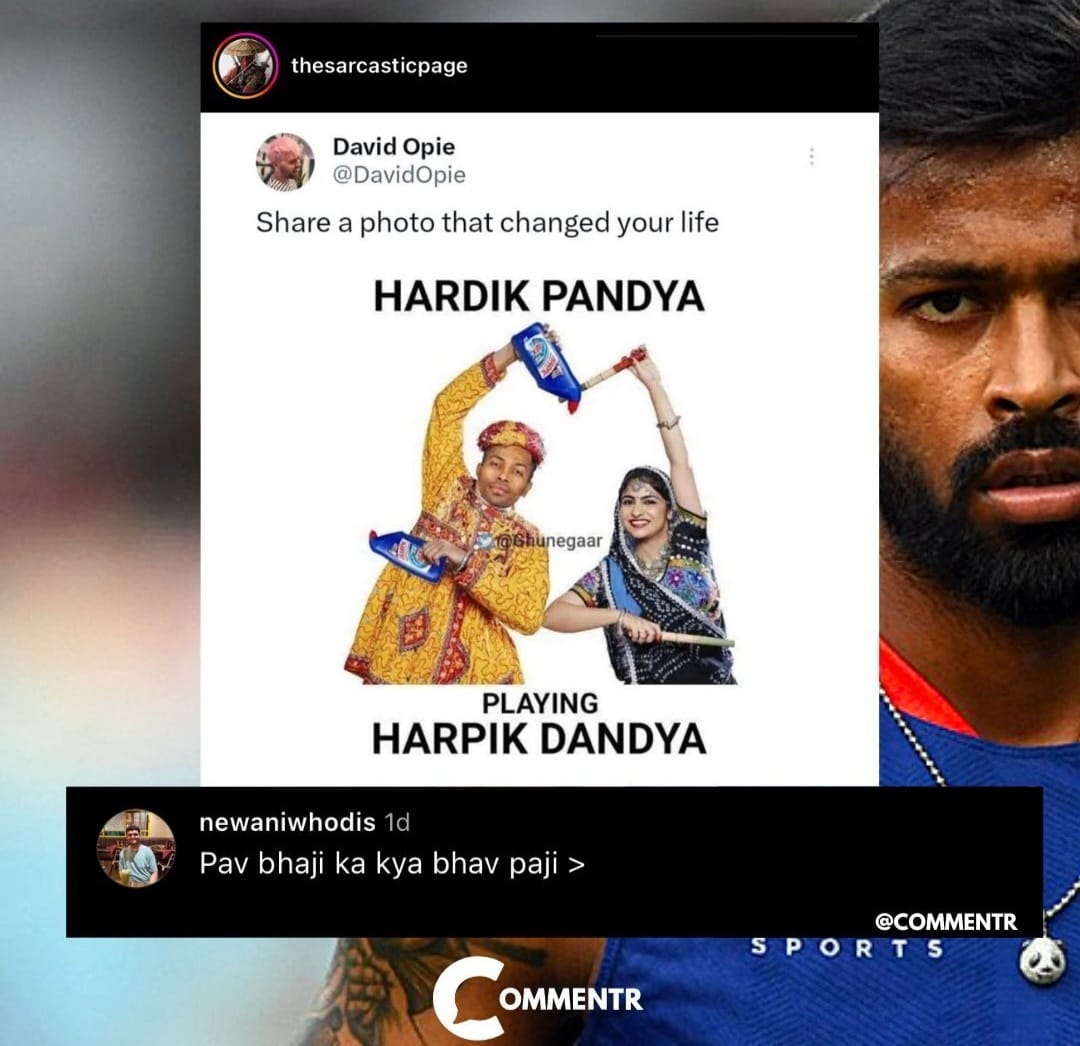 thesarcasticpage
David Opie
@DavidOpie
Share a photo that changed your life
HARDIK PANDYA
@Ghunegaar
PLAYING
HARPIK DANDYA
newaniwhodis 1d
Pav bhaji ka kya bhav paji >
@COMMENTR
SPORTS
COMMENTR